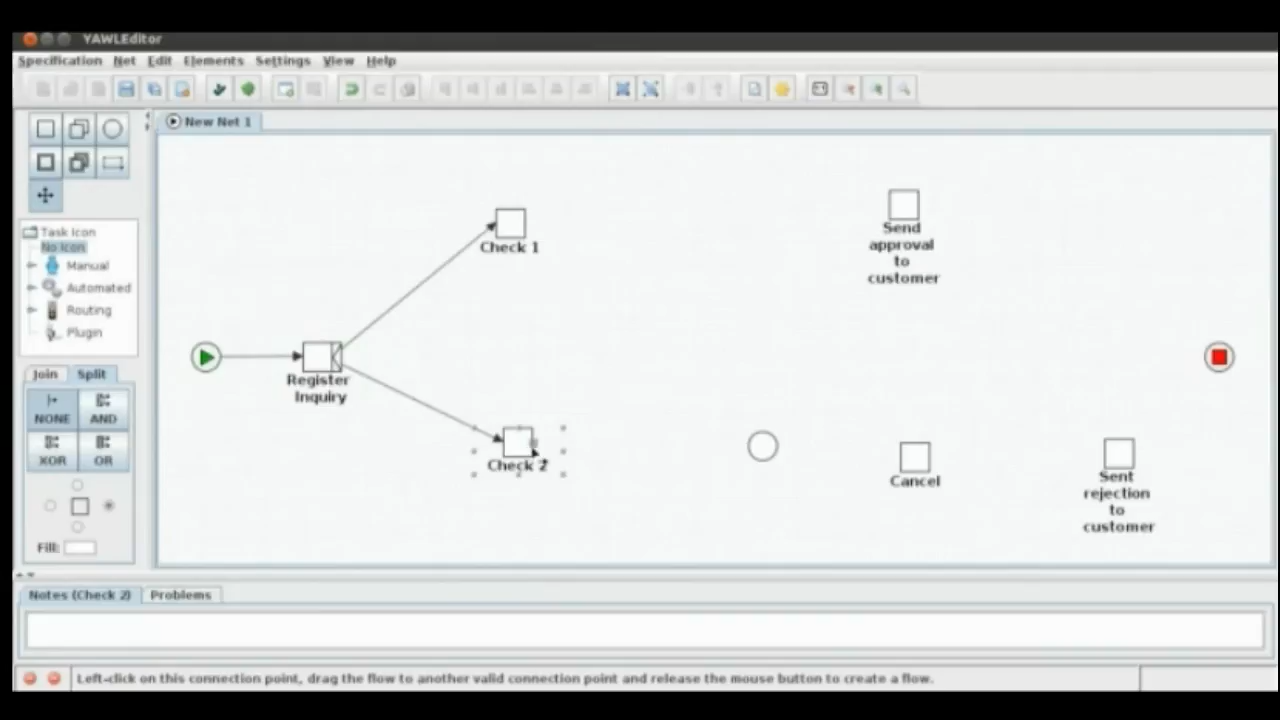 YAWLEditor
Specification Net Edit Elements Settings View Help
New Net 1
Task Icon
No Icon
Manual
Automated
Routing
Plugin
Join Split
NONE AND
XOR OR
Fill:
Check 1
Register
Inquiry
Check 2
Send
approval
to
customer
Cancel
Sent
rejection
to
customer
Notes (Check 2) Problems
Left-click on this connection point, drag the flow to another valid connection point and release the mouse button to create a flow.